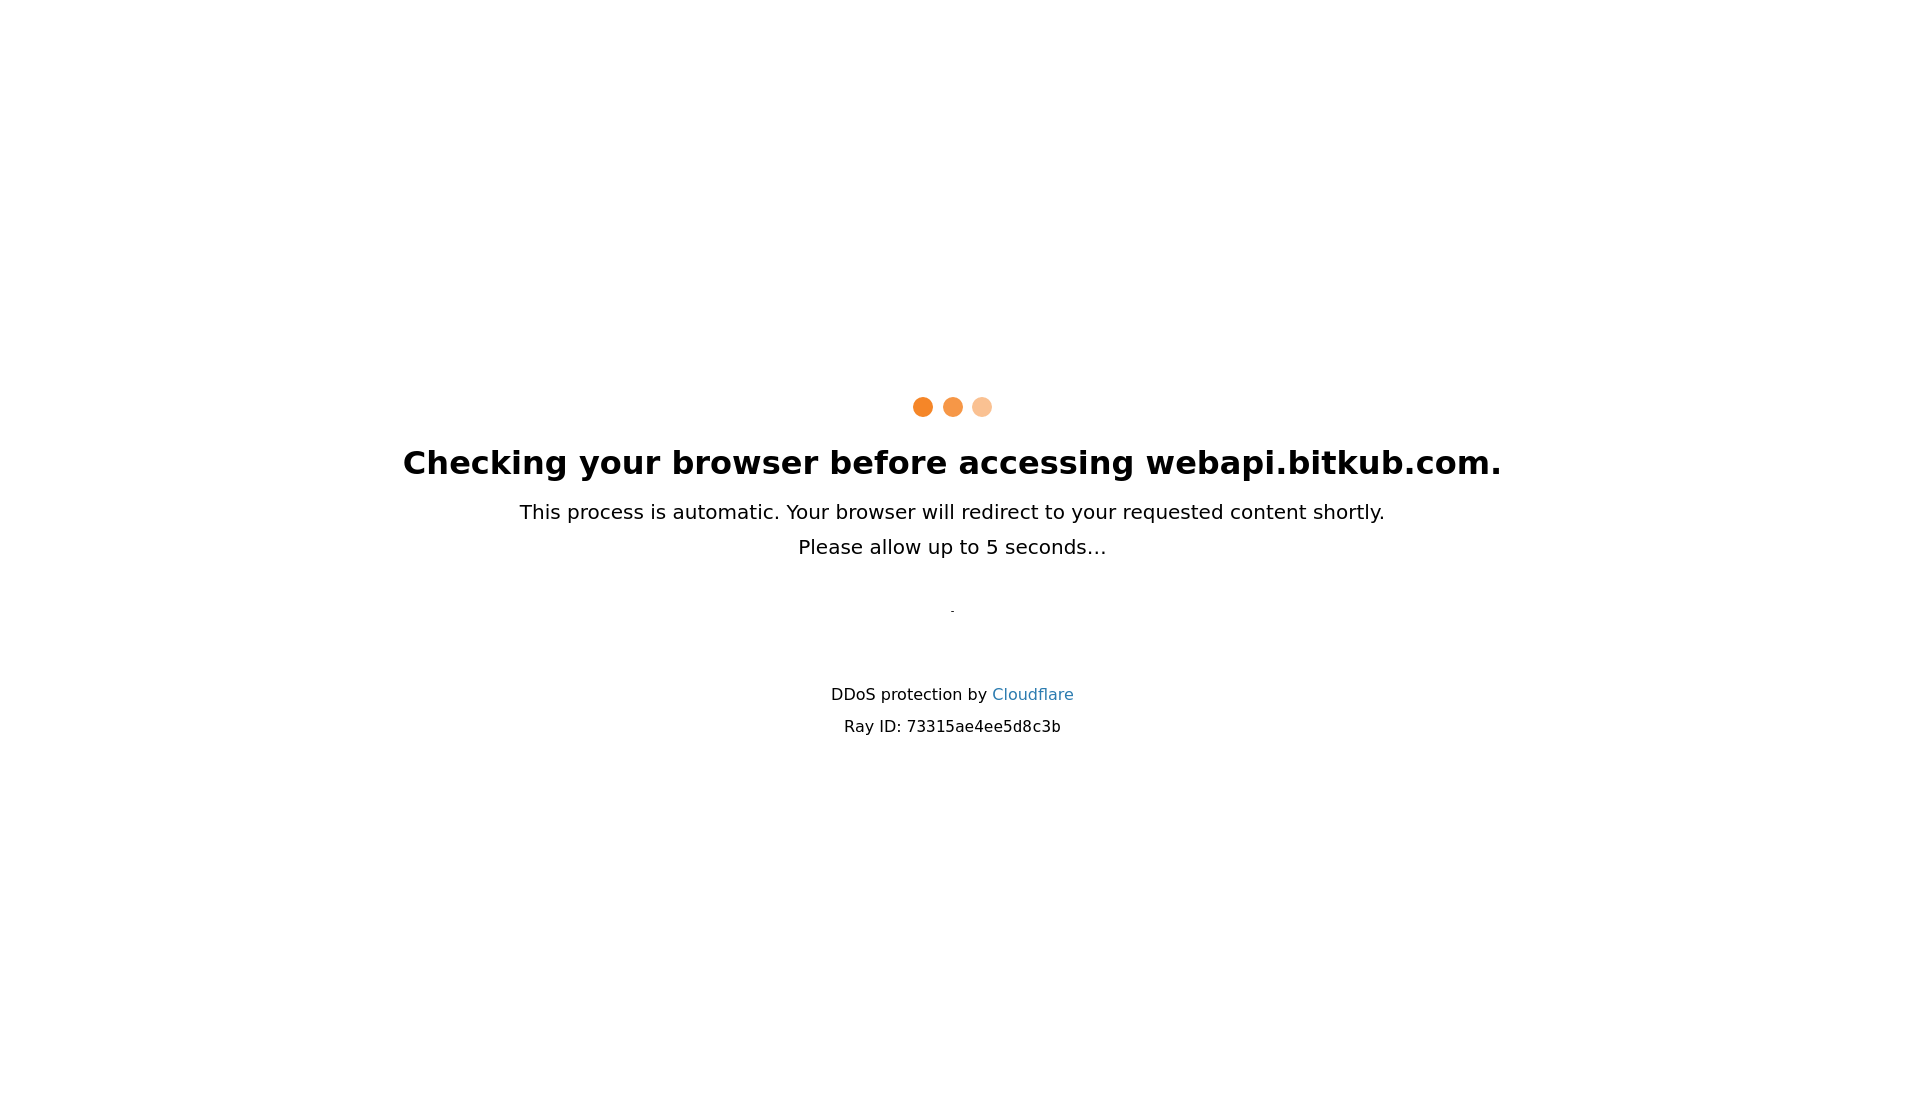 Checking your browser before accessing webapi.bitkub.com.
This process is automatic. Your browser will redirect to your requested content shortly.
Please allow up to 5 seconds…
DDoS protection by Cloudflare
Ray ID: 73315ae4ee5d8c3b